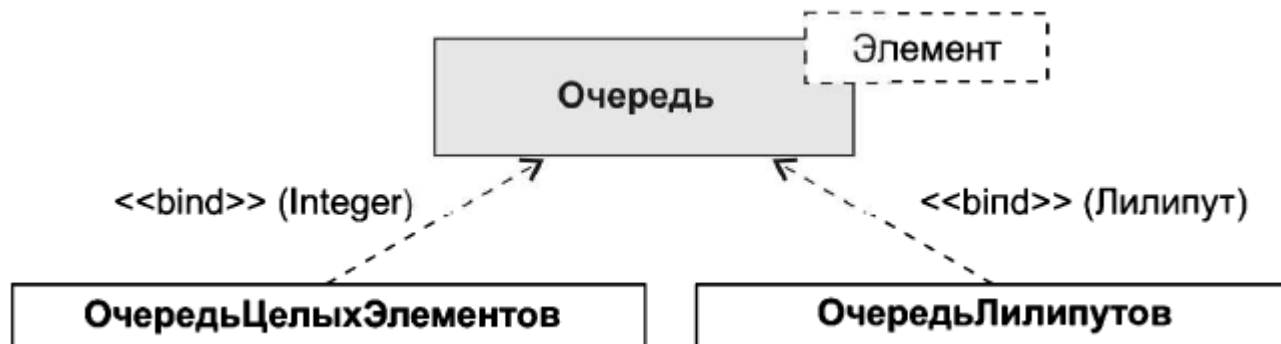 Элемент
Очередь
<<bind>> (Integer)
<<bind>> (Лилипут)
ОчередьЦелыхЭлементов
ОчередьЛилипутов